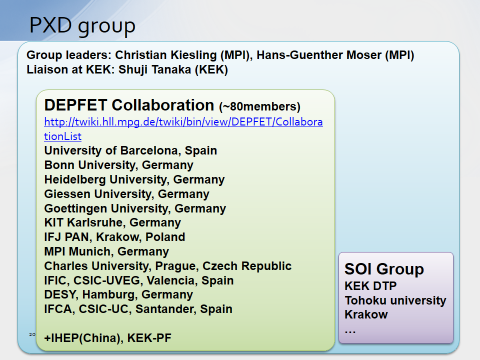 PXD group
Group leaders: Christian Kiesling (MPI), Hans-Guenther Moser (MPI)
Liaison at KEK: Shuji Tanaka (KEK)
DEPFET Collaboration (~80members)
http://twiki.hll.mpg.de/twiki/bin/view/DEPFET/Collabora
tionList
University of Barcelona, Spain
Bonn University, Germany
Heidelberg University, Germany
Giessen University, Germany
Goettingen University, Germany
KIT Karlsruhe, Germany
IFJ PAN, Krakow, Poland
MPI Munich, Germany
Charles University, Prague, Czech Republic
IFIC, CSIC-UVEG, Valencia, Spain
DESY, Hamburg, Germany
IFCA, CSIC-UC, Santander, Spain
+IHEP(China), KEK-PF
SOI Group
KEK DTP
Tohoku university
Krakow
…